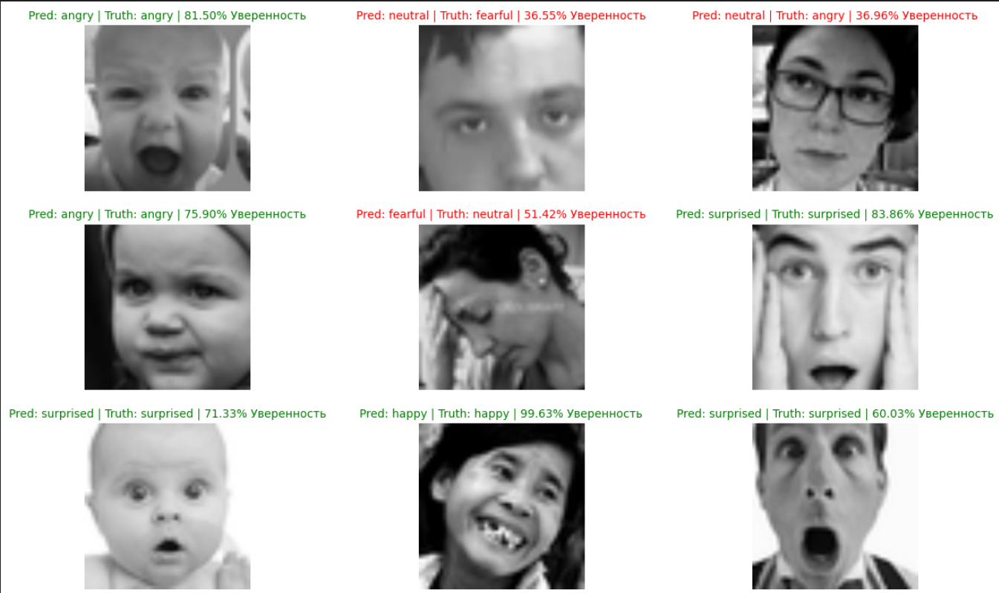 Pred: angry | Truth: angry | 81.50% Уверенность
Pred: neutral | Truth: fearful | 36.55% Уверенность
Pred: neutral | Truth: angry | 36.96% Уверенность
Pred: angry | Truth: angry | 75.90% Уверенность
Pred: fearful | Truth: neutral | 51.42% Уверенность
Pred: surprised | Truth: surprised | 83.86% Уверенность
Pred: surprised | Truth: surprised | 71.33% Уверенность
Pred: happy | Truth: happy | 99.63% Уверенность
Pred: surprised | Truth: surprised | 60.03% Уверенность